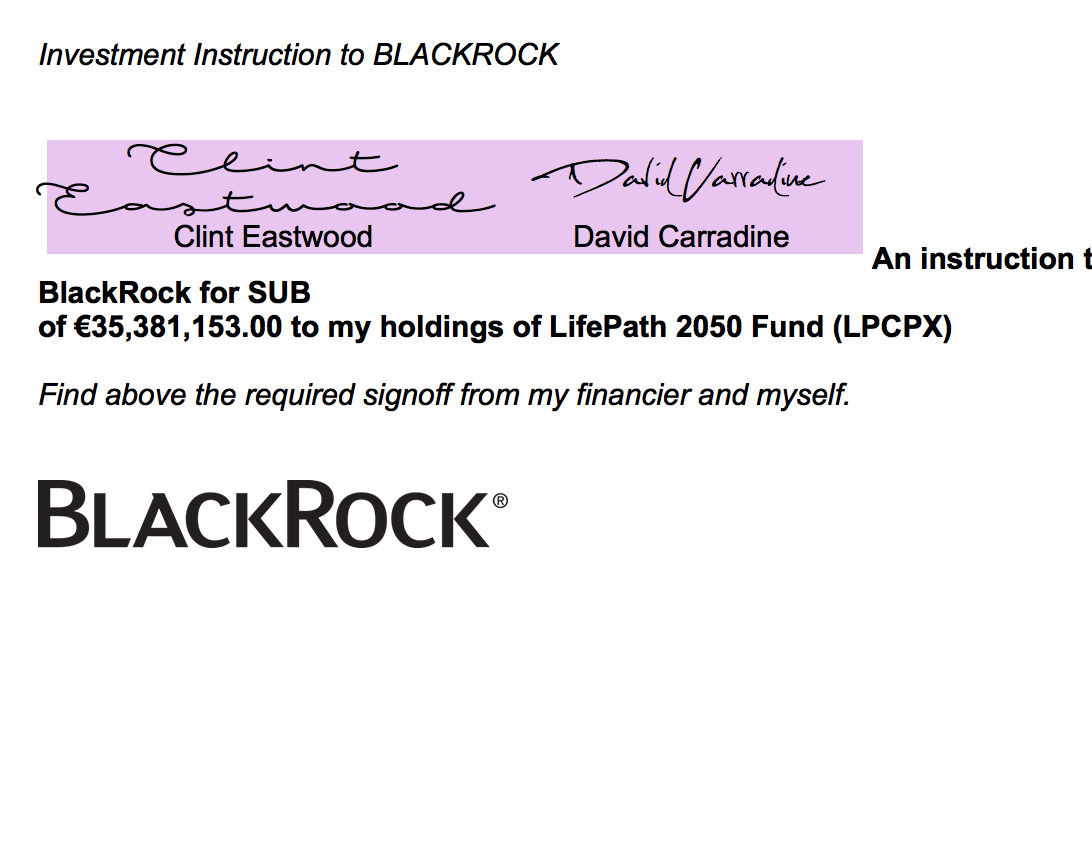 Investment Instruction to BLACKROCK
Clint
Eastwood
David Carradine
Clint Eastwood
David Carradine
An instruction t
BlackRock for SUB
of €35,381,153.00 to my holdings of LifePath 2050 Fund (LPCPX)
Find above the required signoff from my financier and myself.
BLACKROCK®